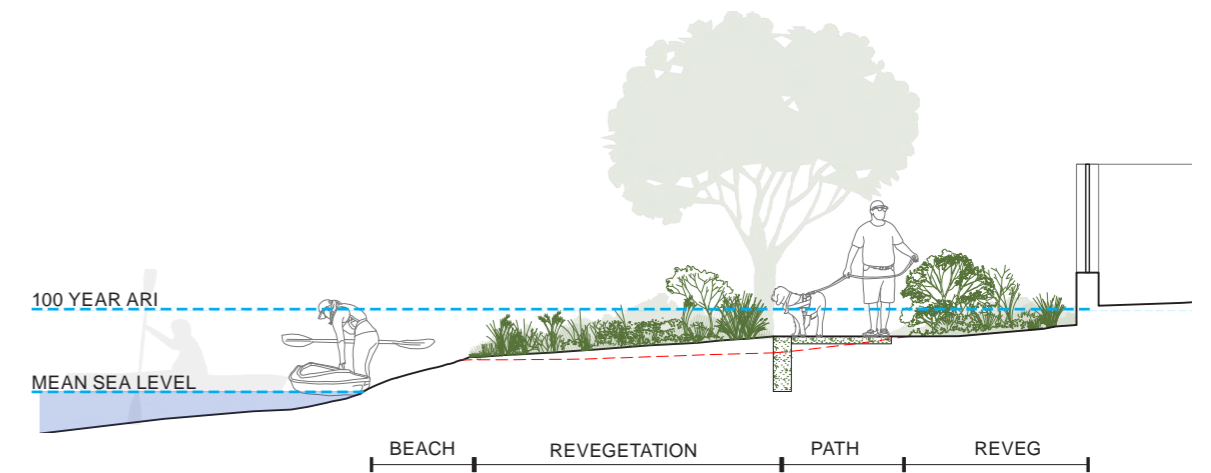 100 YEAR ARI
MEAN SEA LEVEL
BEACH
REVEGETATION
PATH
REVEG